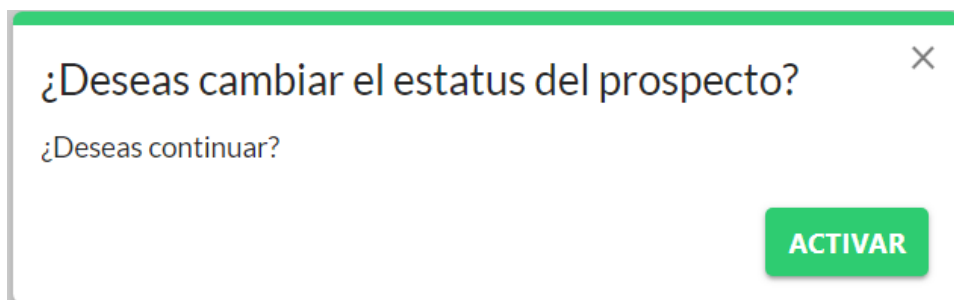 ¿Deseas cambiar el estatus del prospecto?
¿Deseas continuar?
ACTIVAR